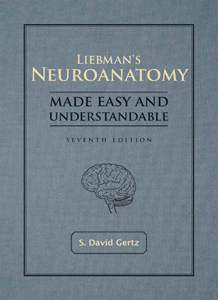 LIEBMAN'S
NEUROANATOMY
MADE EASY AND
UNDERSTANDABLE
SEVENTH EDITION
S. David Gertz